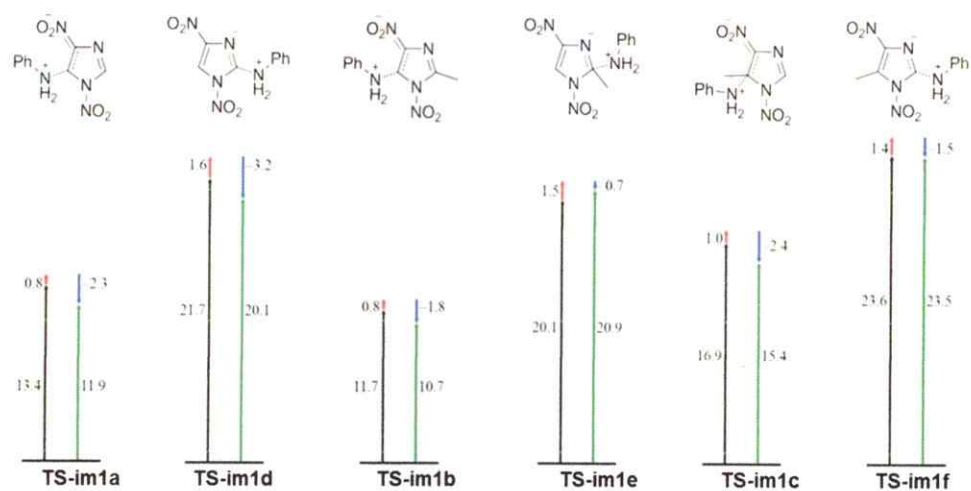 O₂N⁻ N
Ph N⁺ H₂ N
NO₂
O₂N N⁻ Ph
N N⁺ H₂
NO₂
O₂N⁻ N
Ph N⁺ H₂ N
NO₂
O₂N N⁻ Ph
N ⁺NH₂
NO₂
O₂N⁻ N
PhN⁺ H₂ N
NO₂
O₂N N⁻ Ph
N N⁺ H₂
NO₂
0.8 –2.3
13.4 11.9
1.6 –3.2
21.7 20.1
0.8 –1.8
11.7 10.7
1.5 -0.7
20.1 20.9
1.0 -2.4
16.9 15.4
1.4 -1.5
23.6 23.5
TS-im1a TS-im1d TS-im1b TS-im1e TS-im1c TS-im1f